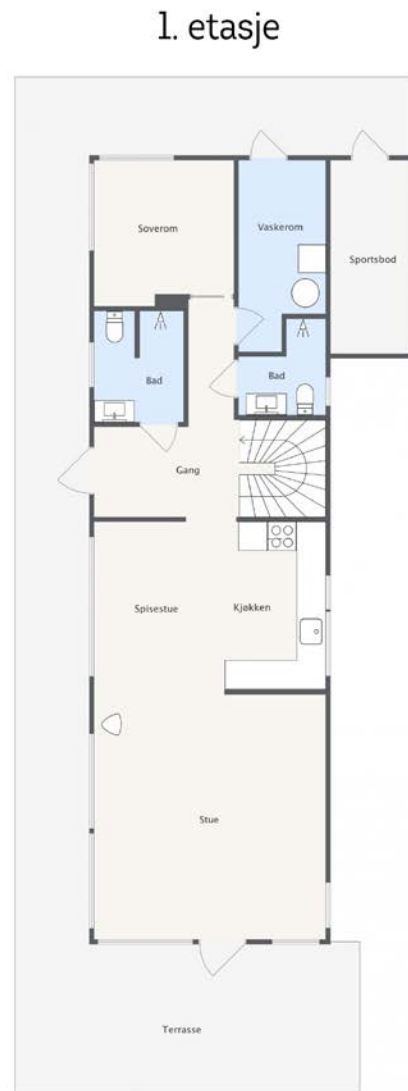 1. etasje
Soverom
Vaskerom
Sportsbod
Bad
Bad
Gang
Spisestue
Kjøkken
Stue
Terrasse